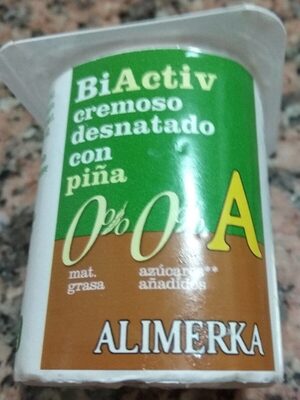 BiActiv
cremoso
desnatado
con
piña
0% 0% A
mat. grasa
azúcares** añadidos
ALIMERKA